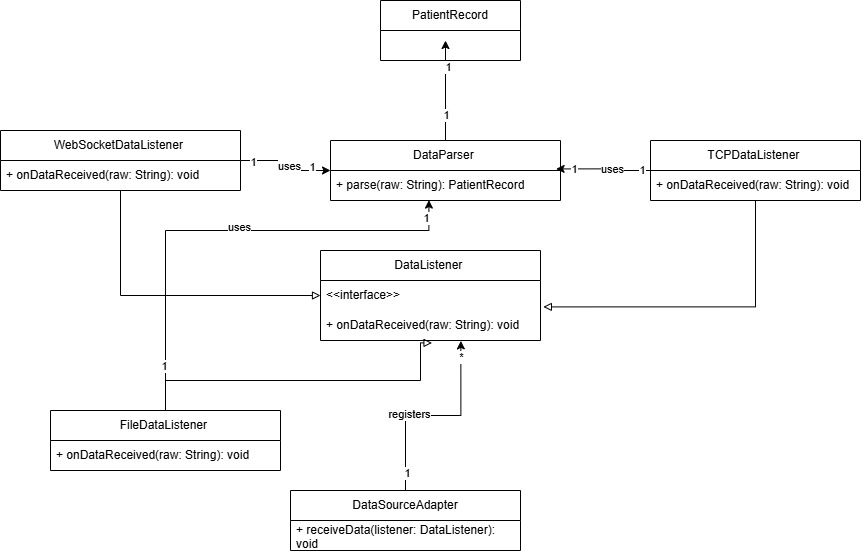 PatientRecord
1
1
WebSocketDataListener
+ onDataReceived(raw: String): void
1
uses
1
DataParser
+ parse(raw: String): PatientRecord
1
uses
1
TCPDataListener
+ onDataReceived(raw: String): void
1
uses
DataListener
<<interface>>
+ onDataReceived(raw: String): void
*
1
registers
FileDataListener
+ onDataReceived(raw: String): void
1
DataSourceAdapter
+ receiveData(listener: DataListener):
void